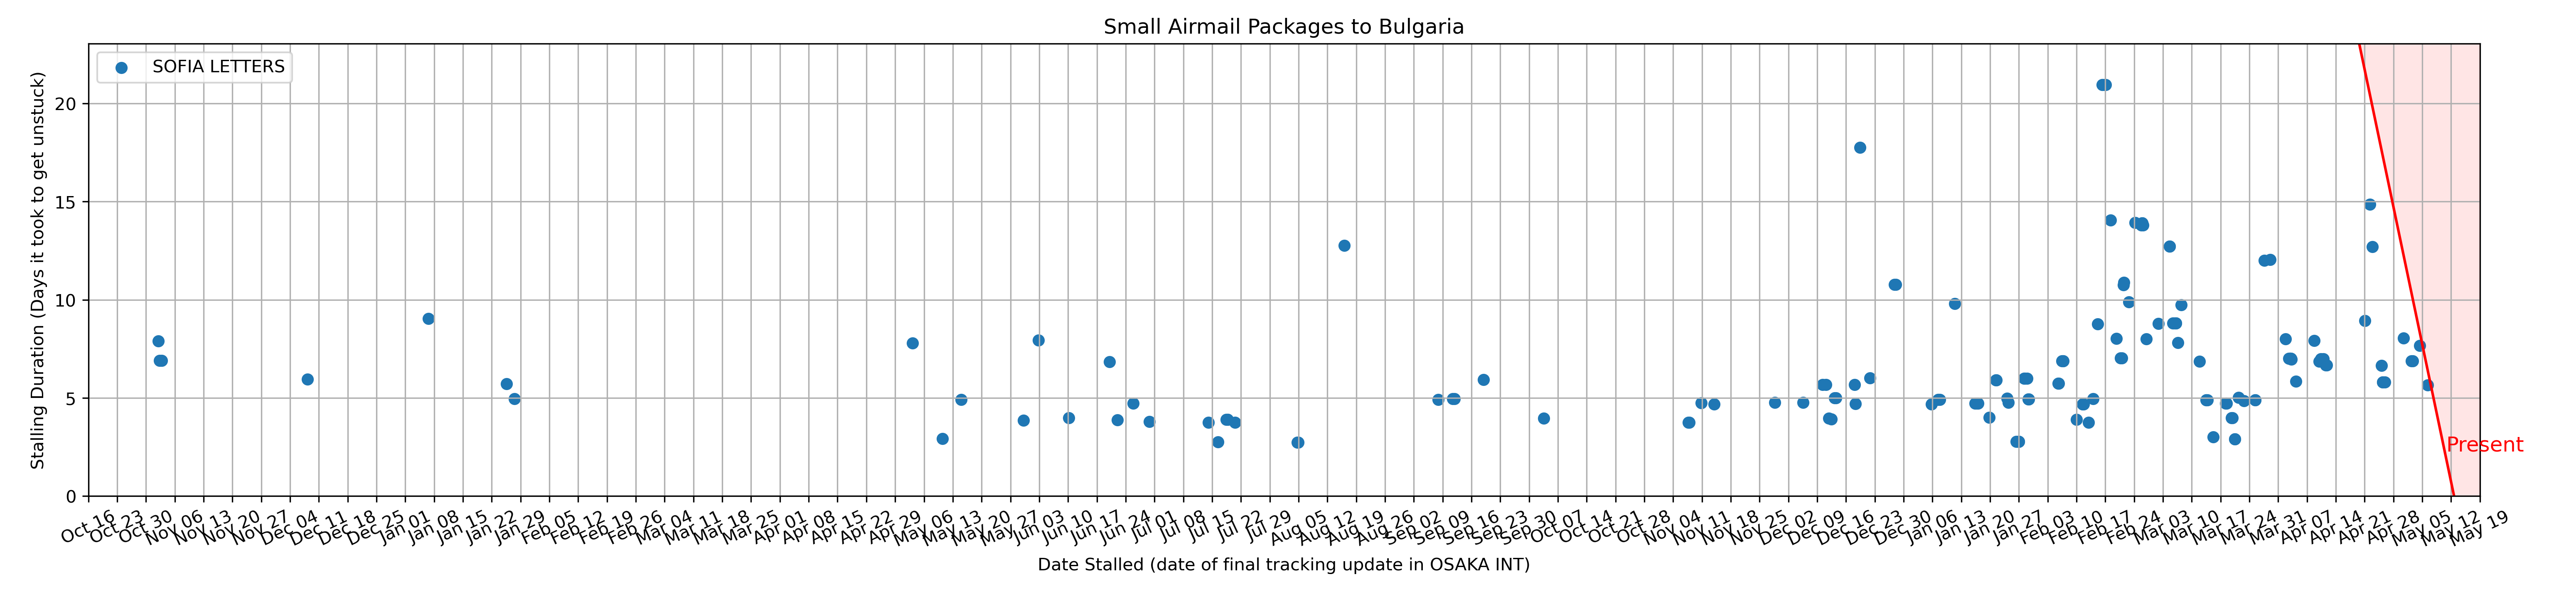 Small Airmail Packages to Bulgaria
SOFIA LETTERS
Stalling Duration (Days it took to get unstuck)
20
15
10
5
0
Present
Oct 16 Oct 23 Oct 30 Nov 06 Nov 13 Nov 20 Nov 27 Dec 04 Dec 11 Dec 18 Dec 25 Jan 01 Jan 08 Jan 15 Jan 22 Jan 29 Feb 05 Feb 12 Feb 19 Feb 26 Mar 04 Mar 11 Mar 18 Mar 25 Apr 01 Apr 08 Apr 15 Apr 22 Apr 29 May 06 May 13 May 20 May 27 Jun 03 Jun 10 Jun 17 Jun 24 Jul 01 Jul 08 Jul 15 Jul 22 Jul 29 Aug 05 Aug 12 Aug 19 Aug 26 Sep 02 Sep 09 Sep 16 Sep 23 Sep 30 Oct 07 Oct 14 Oct 21 Oct 28 Nov 04 Nov 11 Nov 18 Nov 25 Dec 02 Dec 09 Dec 16 Dec 23 Dec 30 Jan 06 Jan 13 Jan 20 Jan 27 Feb 03 Feb 10 Feb 17 Feb 24 Mar 03 Mar 10 Mar 17 Mar 24 Mar 31 Apr 07 Apr 14 Apr 21 Apr 28 May 05 May 12 May 19
Date Stalled (date of final tracking update in OSAKA INT)